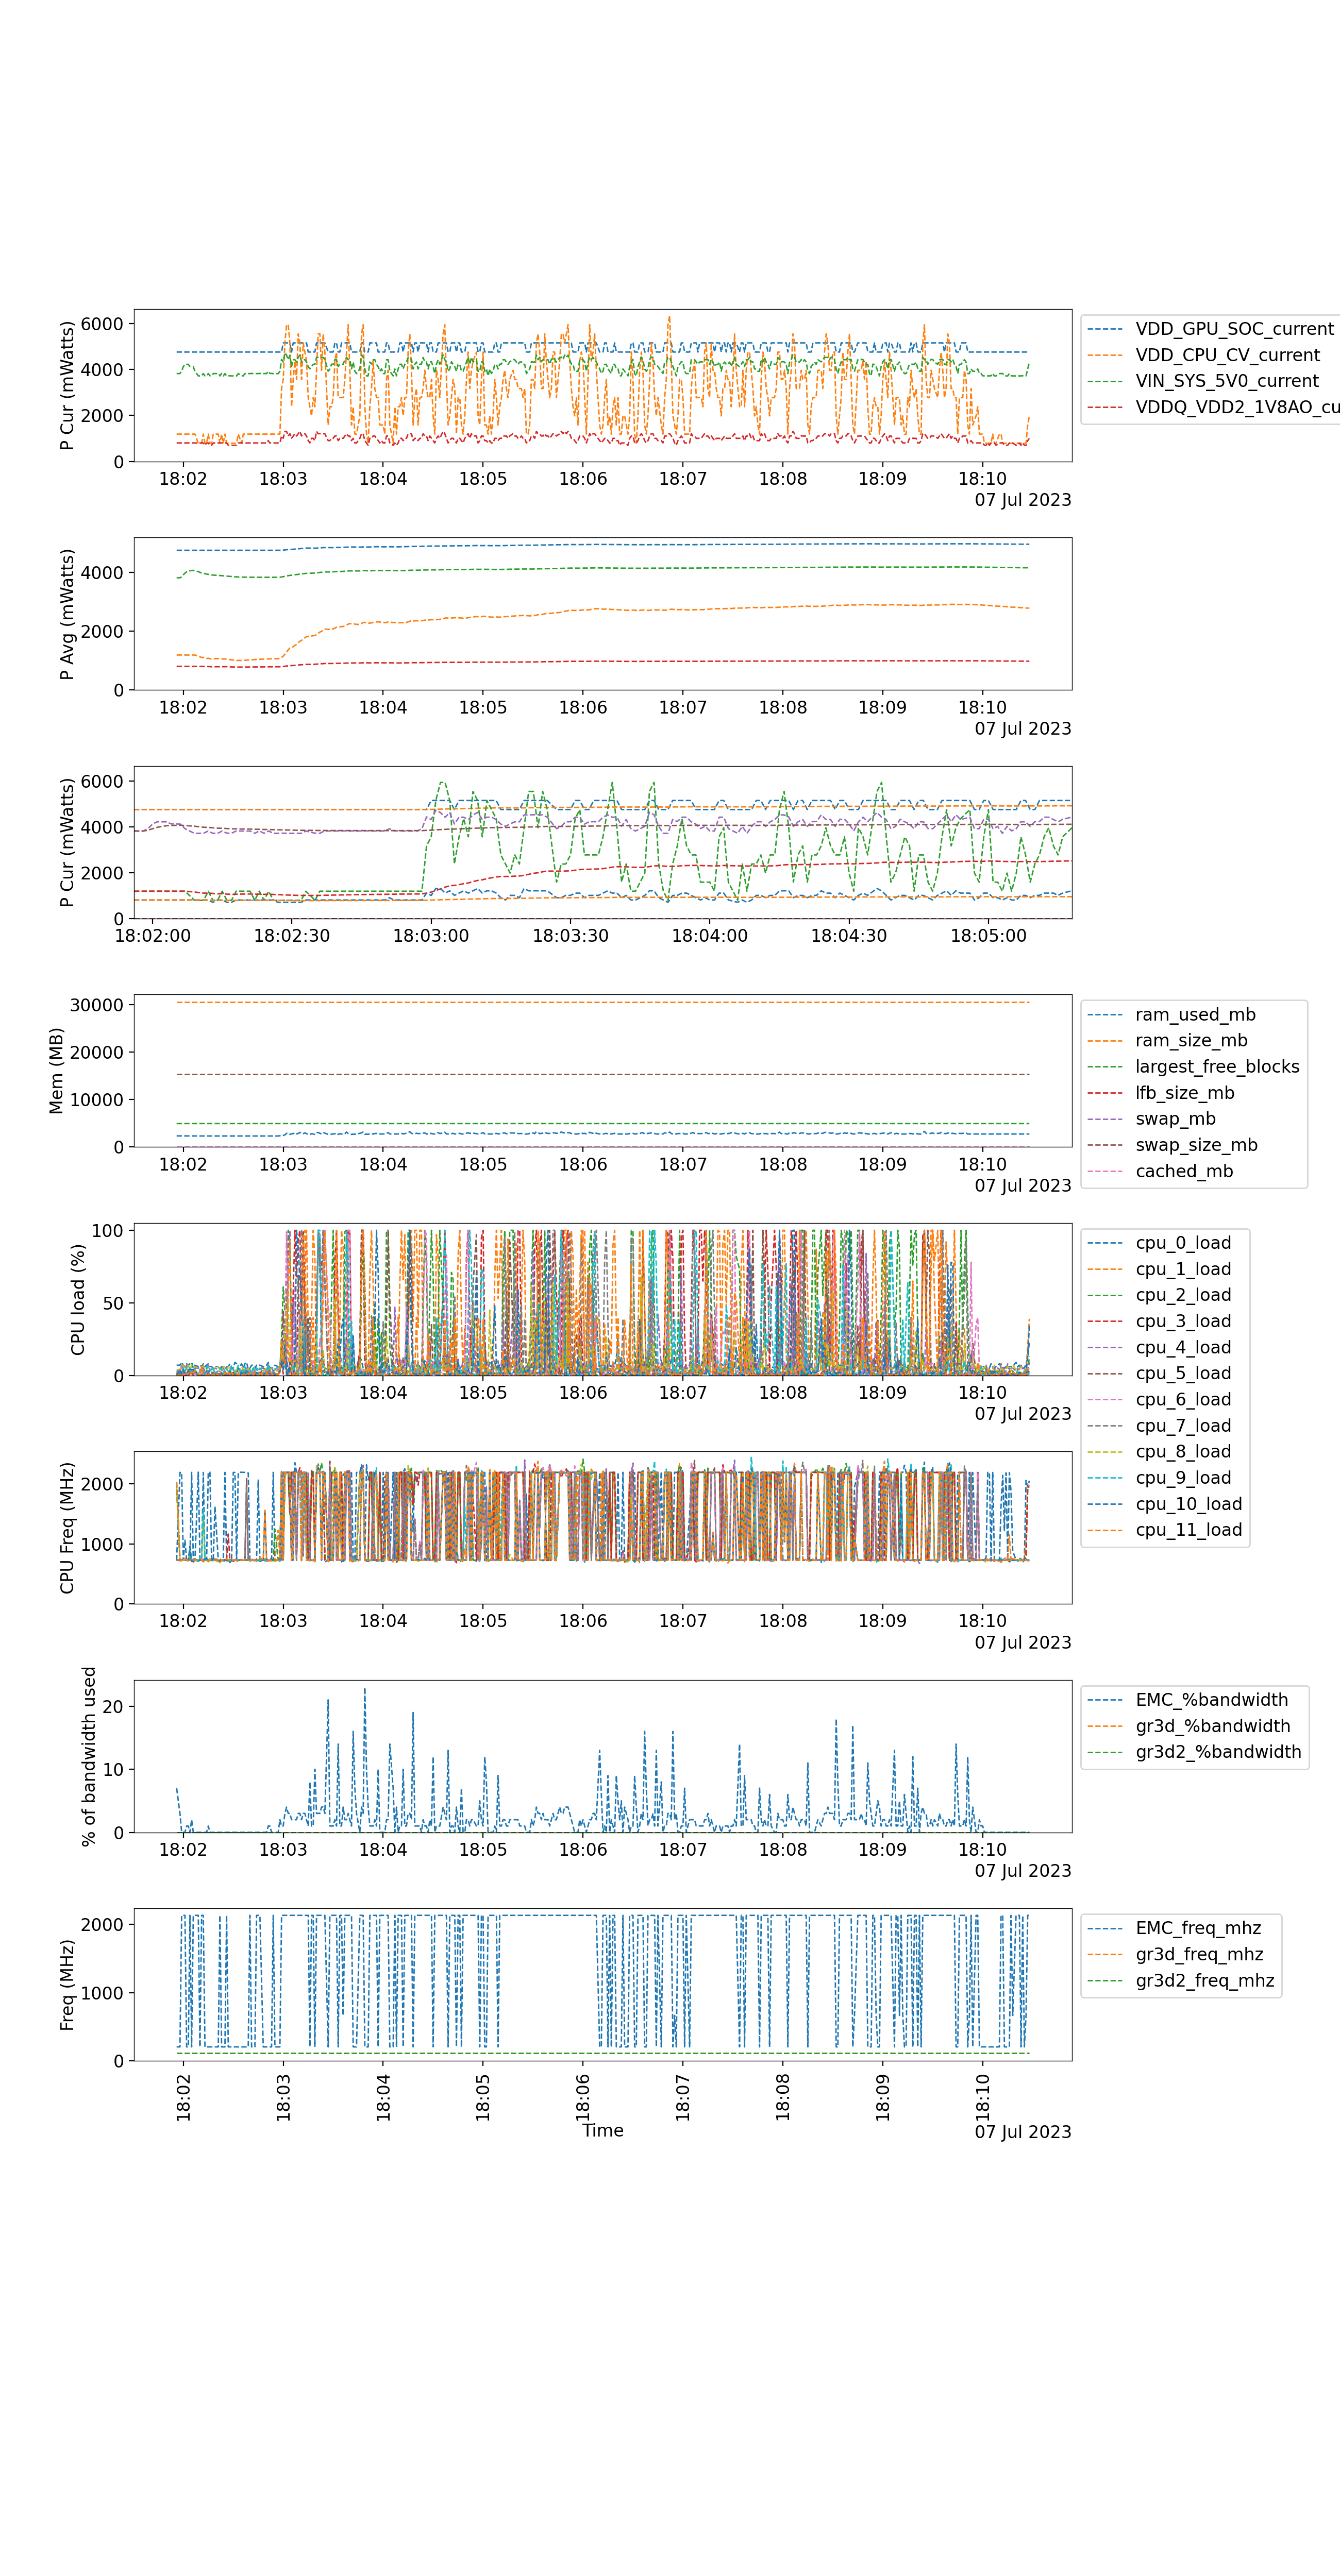 P Cur (mWatts)
6000
4000
2000
0
18:02 18:03 18:04 18:05 18:06 18:07 18:08 18:09 18:10
07 Jul 2023
VDD_GPU_SOC_current
VDD_CPU_CV_current
VIN_SYS_5V0_current
VDDQ_VDD2_1V8AO_cu
P Avg (mWatts)
4000
2000
0
18:02 18:03 18:04 18:05 18:06 18:07 18:08 18:09 18:10
07 Jul 2023
P Cur (mWatts)
6000
4000
2000
0
18:02:00 18:02:30 18:03:00 18:03:30 18:04:00 18:04:30 18:05:00
Mem (MB)
30000
20000
10000
0
18:02 18:03 18:04 18:05 18:06 18:07 18:08 18:09 18:10
07 Jul 2023
ram_used_mb
ram_size_mb
largest_free_blocks
lfb_size_mb
swap_mb
swap_size_mb
cached_mb
CPU load (%)
100
50
0
18:02 18:03 18:04 18:05 18:06 18:07 18:08 18:09 18:10
07 Jul 2023
cpu_0_load
cpu_1_load
cpu_2_load
cpu_3_load
cpu_4_load
cpu_5_load
cpu_6_load
cpu_7_load
cpu_8_load
cpu_9_load
cpu_10_load
cpu_11_load
CPU Freq (MHz)
2000
1000
0
18:02 18:03 18:04 18:05 18:06 18:07 18:08 18:09 18:10
07 Jul 2023
% of bandwidth used
20
10
0
18:02 18:03 18:04 18:05 18:06 18:07 18:08 18:09 18:10
07 Jul 2023
EMC_%bandwidth
gr3d_%bandwidth
gr3d2_%bandwidth
Freq (MHz)
2000
1000
0
18:02 18:03 18:04 18:05 18:06 18:07 18:08 18:09 18:10
Time
07 Jul 2023
EMC_freq_mhz
gr3d_freq_mhz
gr3d2_freq_mhz